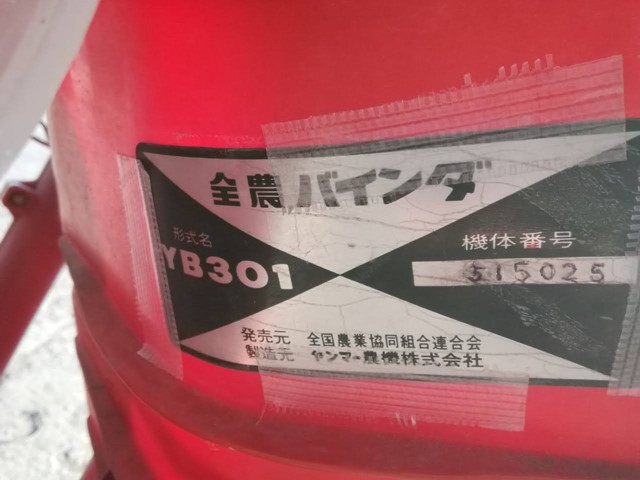 全農バインダ
形式名
YB301
機体番号
515025
発売元 全国農業協同組合連合会
製造元 ヤンマー農機株式会社